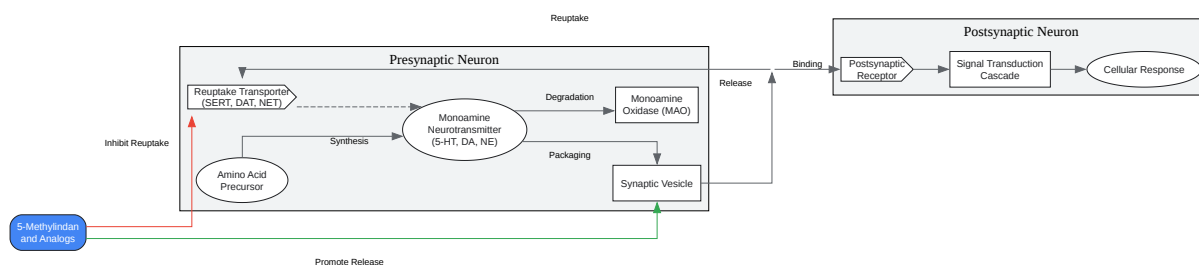 Reuptake
Postsynaptic Neuron
Presynaptic Neuron
Binding
Postsynaptic
Receptor
Signal Transduction
Cascade
Cellular Response
Release
Reuptake Transporter
(SERT, DAT, NET)
Degradation
Monoamine
Oxidase (MAO)
Monoamine
Neurotransmitter
(5-HT, DA, NE)
Inhibit Reuptake
Synthesis
Packaging
Amino Acid
Precursor
Synaptic Vesicle
5-Methylindan
and Analogs
Promote Release